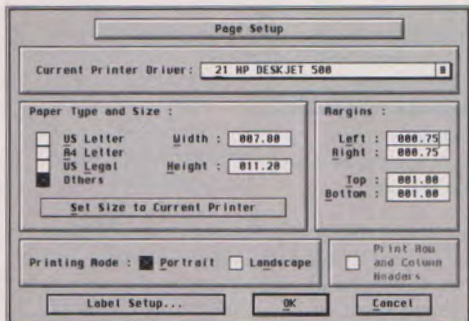 Page Setup
Current Printer Driver: 21 HP DESKJET 500
Paper Type and Size :
US Letter
A4 Letter
US Legal
Others
Width : 007.80
Height : 011.20
Set Size to Current Printer
Margins :
Left : 000.75
Right : 000.75
Top : 001.00
Bottom : 001.00
Printing Mode : Portrait Landscape
Print Row
and Column
Headers
Label Setup...
OK
Cancel